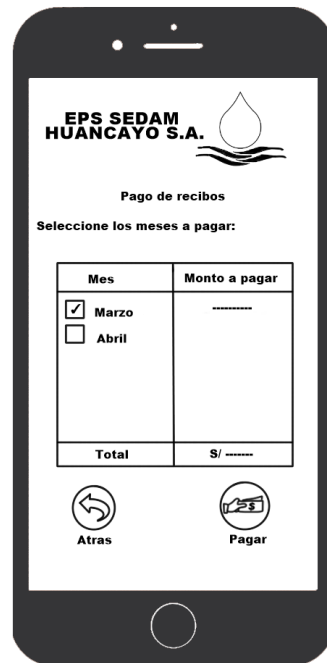 EPS SEDAM
HUANCAYO S.A.
Pago de recibos
Seleccione los meses a pagar:
Mes Monto a pagar
Marzo ----------
Abril
Total S/ -------
$
Atras Pagar